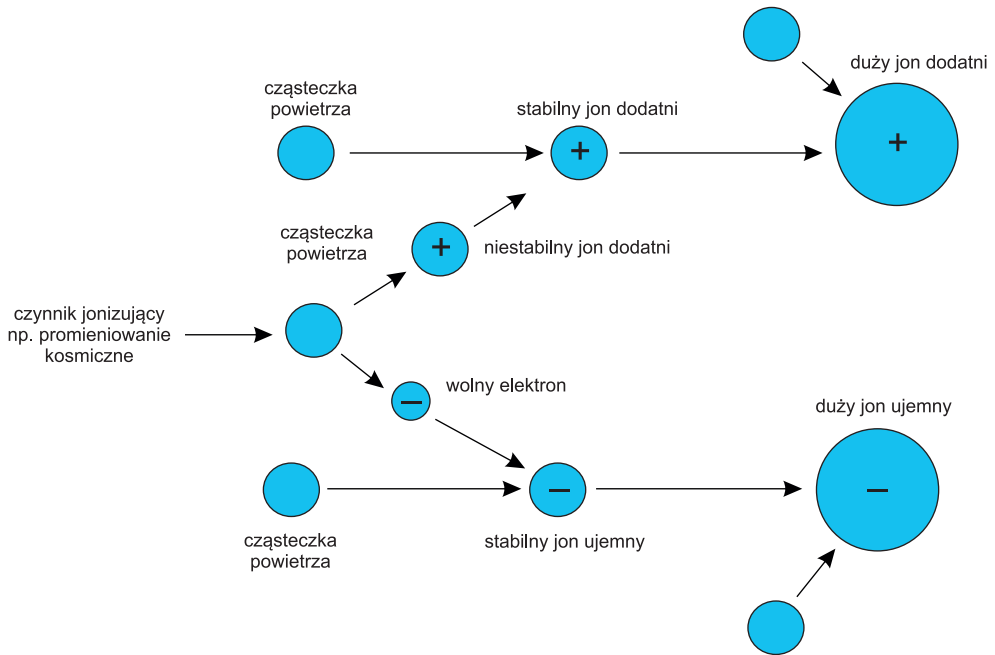 duży jon dodatni
cząsteczka
powietrza
stabilny jon dodatni
+
+
cząsteczka
powietrza
+
niestabilny jon dodatni
czynnik jonizujący
np. promieniowanie
kosmiczne
wolny elektron
−
duży jon ujemny
−
−
cząsteczka
powietrza
stabilny jon ujemny